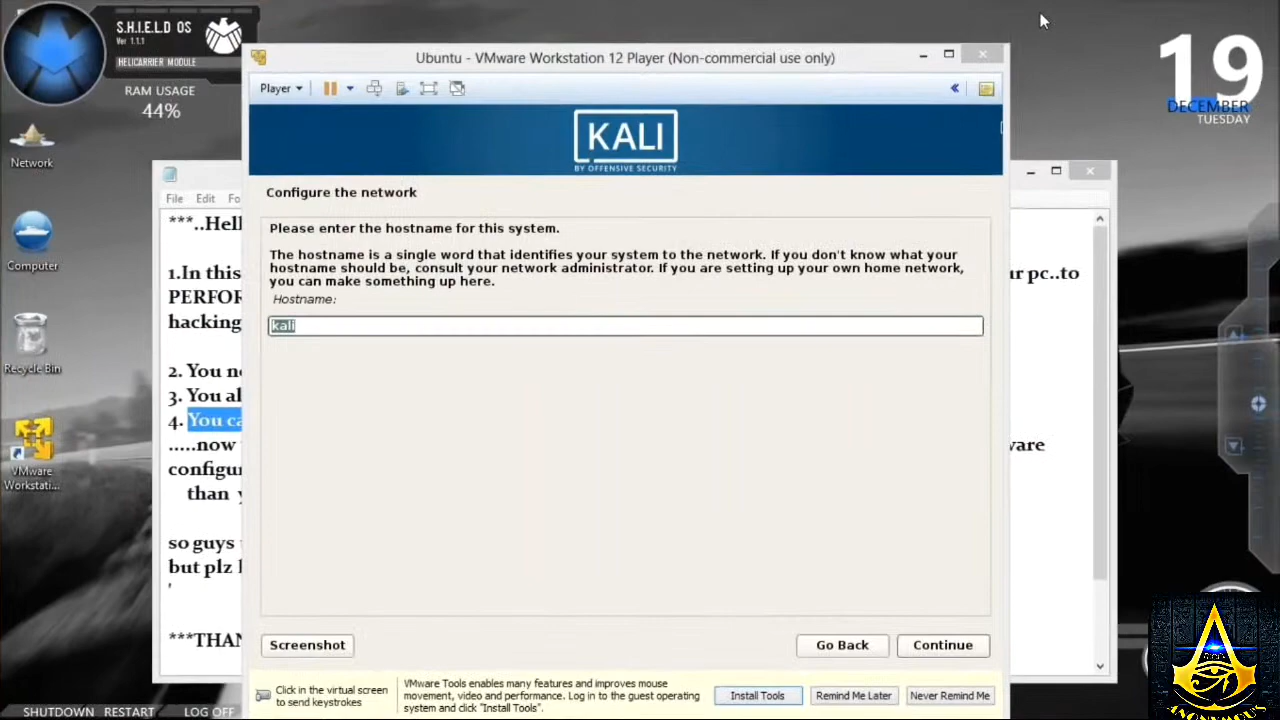 S.H.I.E.L.D OS
Ver 1.1.1
HELICARRIER MODULE
RAM USAGE
44%
Network
Computer
Recycle Bin
VMware
Workstati...
SHUTDOWN RESTART LOG OFF
19
DECEMBER
TUESDAY
Ubuntu - VMware Workstation 12 Player (Non-commercial use only)
Player
KALI
BY OFFENSIVE SECURITY
Configure the network
Please enter the hostname for this system.
The hostname is a single word that identifies your system to the network. If you don't know what your
hostname should be, consult your network administrator. If you are setting up your own home network,
you can make something up here.
Hostname:
kali
Screenshot
Go Back
Continue
Click in the virtual screen
to send keystrokes
VMware Tools enables many features and improves mouse
movement, video and performance. Log in to the guest operating
system and click "Install Tools".
Install Tools
Remind Me Later
Never Remind Me
File Edit
***..Hell
1.In this
pc..to
PERFOR
hacking
2. You
3. You
4. You
.....now
configur
than
so guys
but plz
'
***THAN